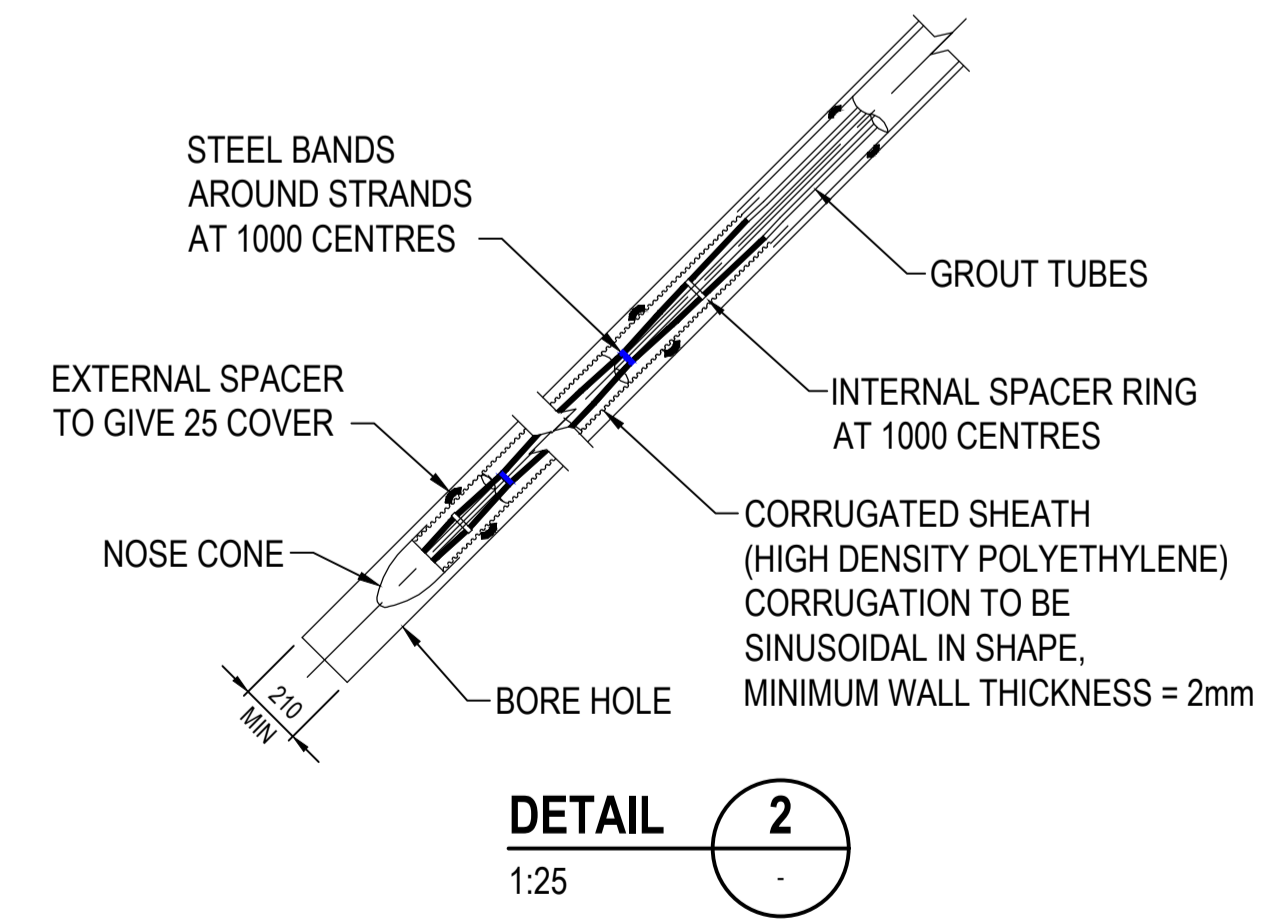 STEEL BANDS
AROUND STRANDS
AT 1000 CENTRES
GROUT TUBES
EXTERNAL SPACER
TO GIVE 25 COVER
INTERNAL SPACER RING
AT 1000 CENTRES
CORRUGATED SHEATH
(HIGH DENSITY POLYETHYLENE)
CORRUGATION TO BE
SINUSOIDAL IN SHAPE,
MINIMUM WALL THICKNESS = 2mm
NOSE CONE
BORE HOLE
210
MIN
DETAIL 2
1:25 -